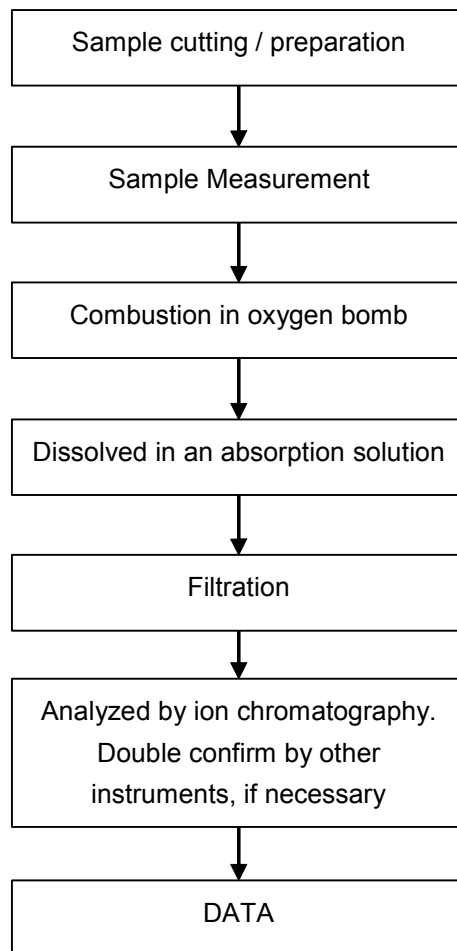 Sample cutting / preparation
Sample Measurement
Combustion in oxygen bomb
Dissolved in an absorption solution
Filtration
Analyzed by ion chromatography.
Double confirm by other
instruments, if necessary
DATA